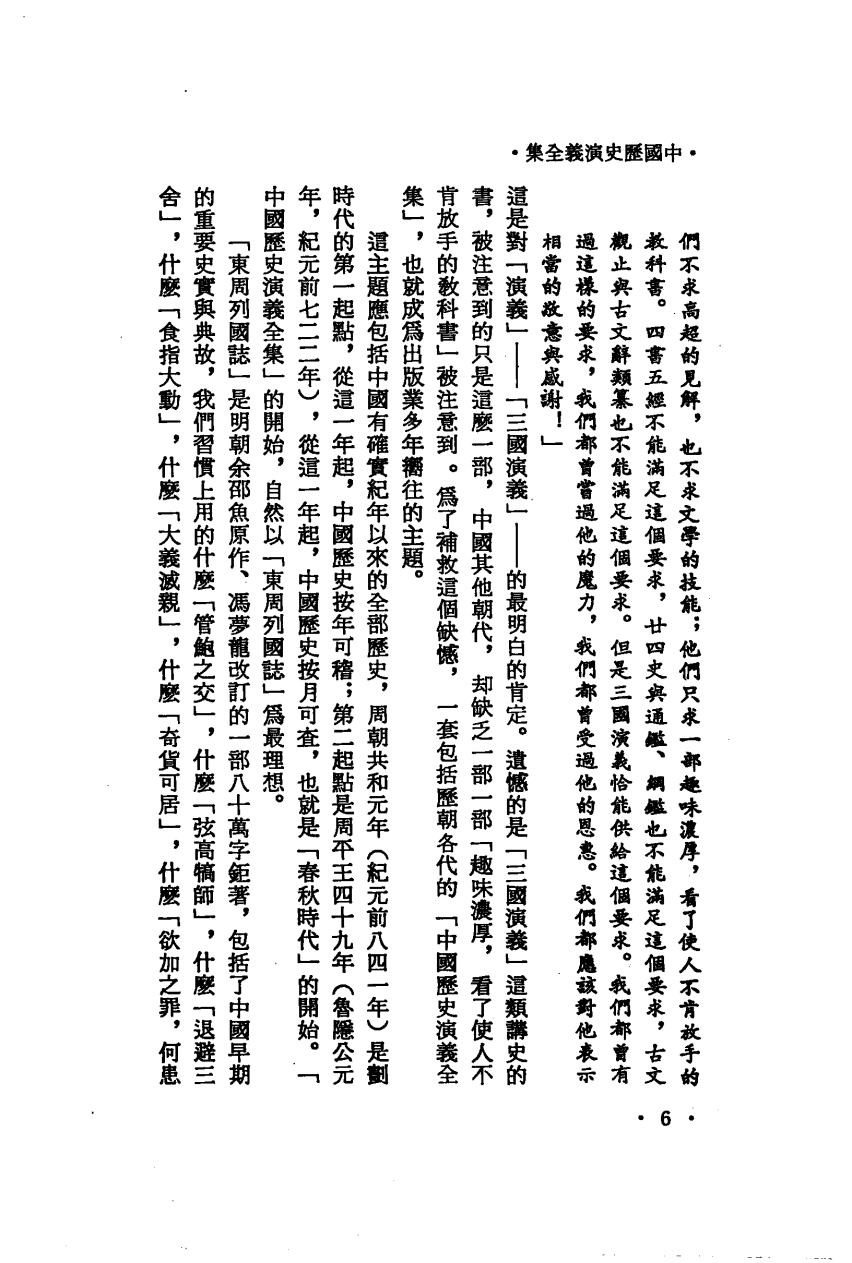 •中國歷史演義全集•
們不求高超的見解，也不求文學的技能；他們只求一部趣味濃厚，看了使人不肯放手的
教科書。四書五經不能滿足這個要求，廿四史與通鑑、綱鑑也不能滿足這個要求，古文
觀止與古文辭類纂也不能滿足這個要求。但是三國演義恰能供給這個要求。我們都曾有
過這樣的要求，我們都曾嘗過他的魔力，我們都曾受過他的恩惠。我們都應該對他表示
相當的敬意與感謝！」
這是對「演義」——「三國演義」——的最明白的肯定。遺憾的是「三國演義」這類講史的
書，被注意到的只是這麼一部，中國其他朝代，却缺乏一部一部「趣味濃厚，看了使人不
肯放手的教科書」被注意到。為了補救這個缺憾，一套包括歷朝各代的「中國歷史演義全
集」，也就成爲出版業多年嚮往的主題。
這主題應包括中國有確實紀年以來的全部歷史，周朝共和元年（紀元前八四一年）是劃
時代的第一起點，從這一年起，中國歷史按年可稽；第二起點是周平王四十九年（魯隱公元
年，紀元前七二二年），從這一年起，中國歷史按月可查，也就是「春秋時代」的開始。「
中國歷史演義全集」的開始，自然以「東周列國誌」爲最理想。
「東周列國誌」是明朝余邵魚原作、馮夢龍改訂的一部八十萬字鉅著，包括了中國早期
的重要史實與典故，我們習慣上用的什麼「管鮑之交」，什麼「弦高犒師」，什麼「退避三
舍」，什麼「食指大動」，什麼「大義滅親」，什麼「奇貨可居」，什麼「欲加之罪，何患
•6•